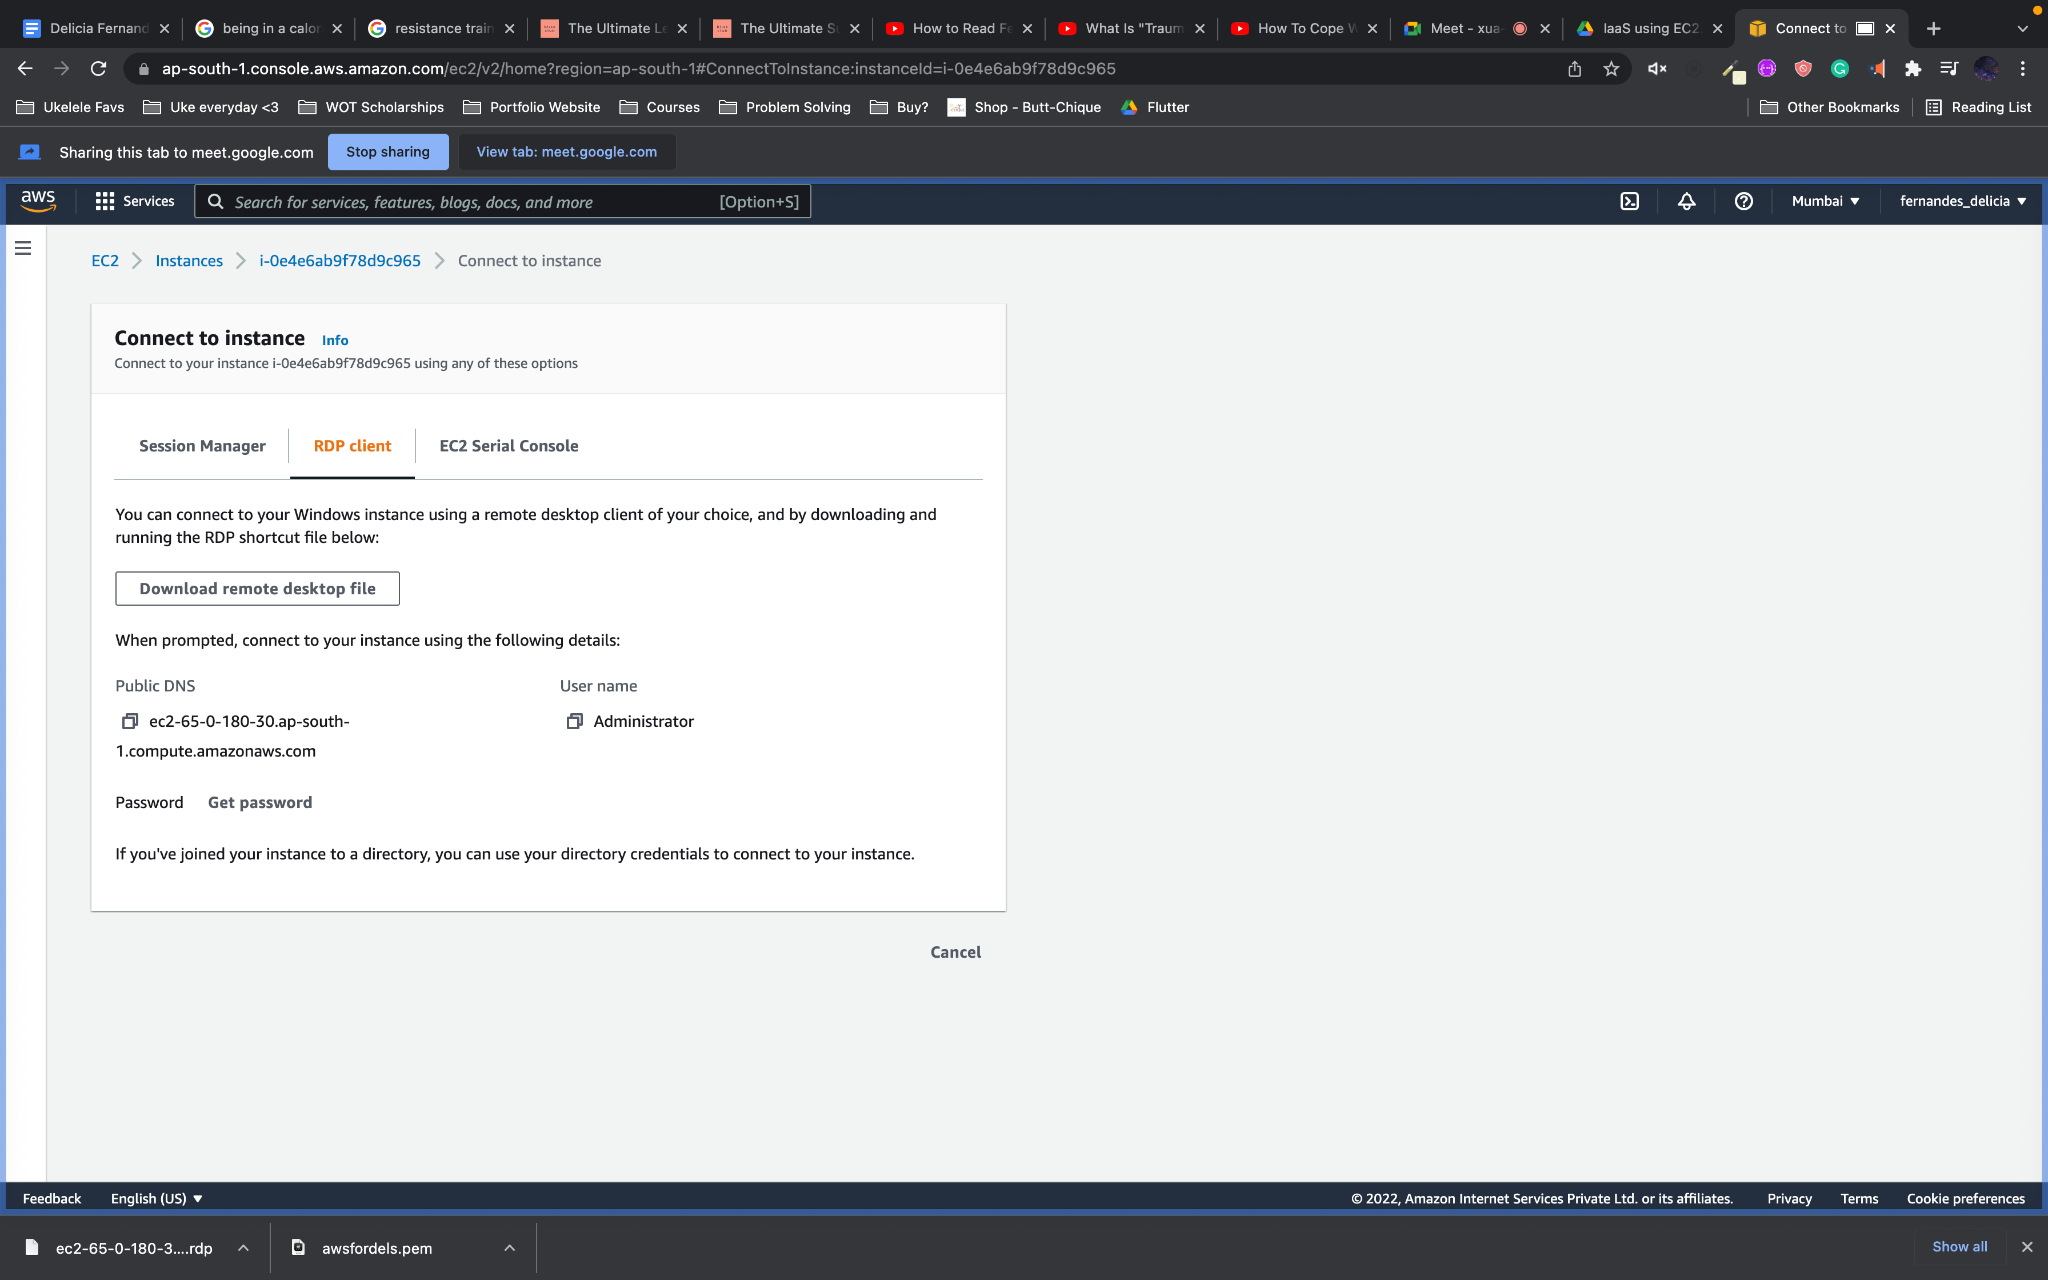 Delicia Fernand
being in a calor
resistance train
The Ultimate Le
The Ultimate Su
How to Read Fe
What Is "Traum
How To Cope W
Meet - xua-
IaaS using EC2
Connect to
ap-south-1.console.aws.amazon.com/ec2/v2/home?region=ap-south-1#ConnectToInstance:instanceId=i-0e4e6ab9f78d9c965
Ukelele Favs
Uke everyday <3
WOT Scholarships
Portfolio Website
Courses
Problem Solving
Buy?
Shop - Butt-Chique
Flutter
Other Bookmarks
Reading List
Sharing this tab to meet.google.com
Stop sharing
View tab: meet.google.com
aws
Services
Search for services, features, blogs, docs, and more
[Option+S]
Mumbai
fernandes_delicia
EC2
Instances
i-0e4e6ab9f78d9c965
Connect to instance
Connect to instance Info
Connect to your instance i-0e4e6ab9f78d9c965 using any of these options
Session Manager
RDP client
EC2 Serial Console
You can connect to your Windows instance using a remote desktop client of your choice, and by downloading and
running the RDP shortcut file below:
Download remote desktop file
When prompted, connect to your instance using the following details:
Public DNS
User name
ec2-65-0-180-30.ap-south-
1.compute.amazonaws.com
Administrator
Password Get password
If you've joined your instance to a directory, you can use your directory credentials to connect to your instance.
Cancel
Feedback
English (US)
© 2022, Amazon Internet Services Private Ltd. or its affiliates.
Privacy
Terms
Cookie preferences
ec2-65-0-180-3....rdp
awsfordels.pem
Show all